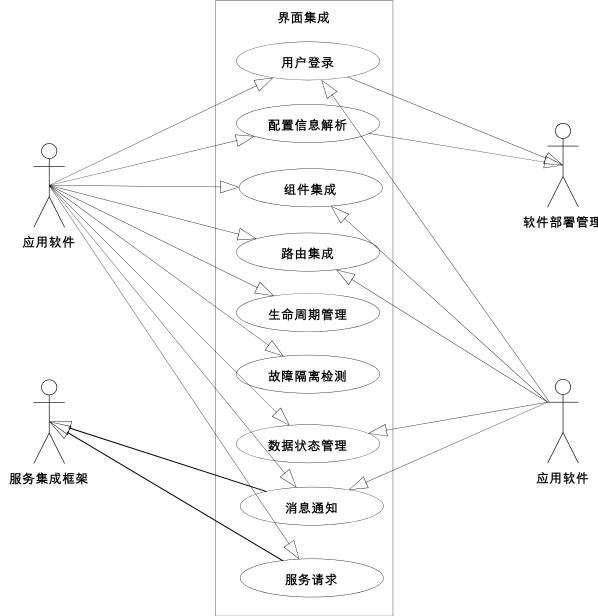 界面集成
用户登录
配置信息解析
组件集成
路由集成
生命周期管理
故障隔离检测
数据状态管理
消息通知
服务请求
应用软件
服务集成框架
软件部署管理
应用软件